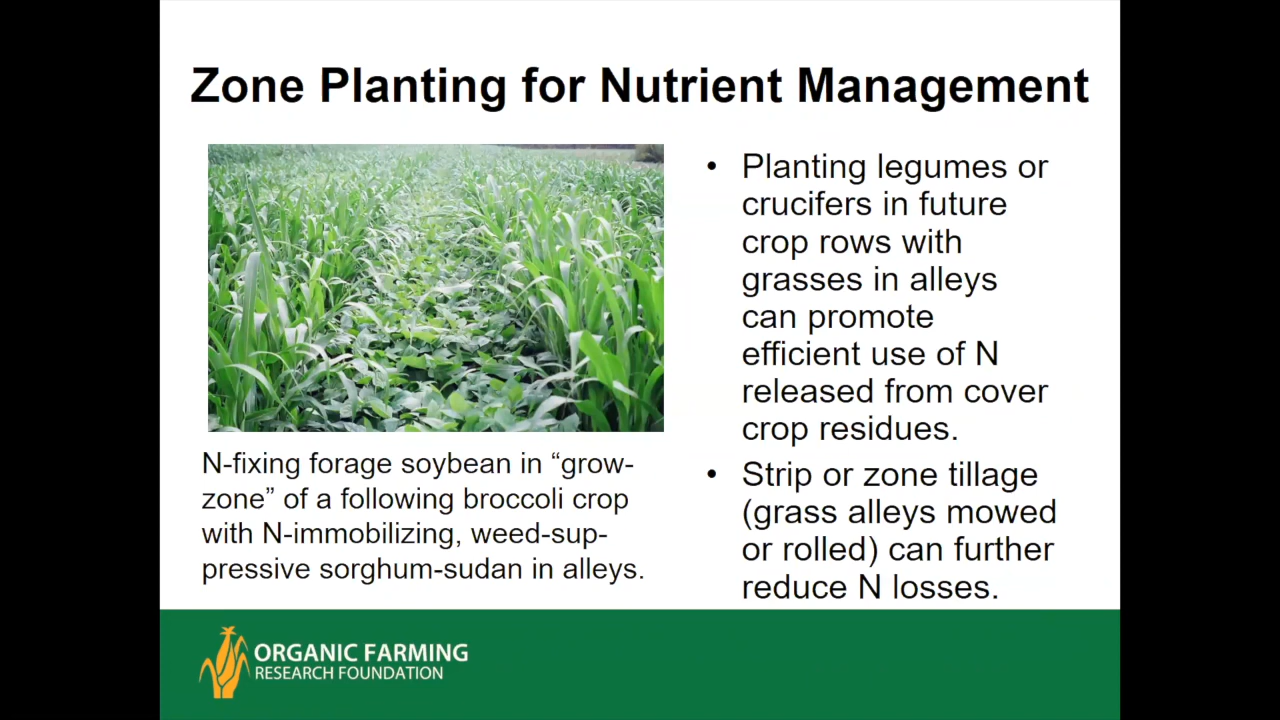 Zone Planting for Nutrient Management
N-fixing forage soybean in “grow-
zone” of a following broccoli crop
with N-immobilizing, weed-sup-
pressive sorghum-sudan in alleys.
• Planting legumes or
crucifers in future
crop rows with
grasses in alleys
can promote
efficient use of N
released from cover
crop residues.
• Strip or zone tillage
(grass alleys mowed
or rolled) can further
reduce N losses.
ORGANIC FARMING
RESEARCH FOUNDATION